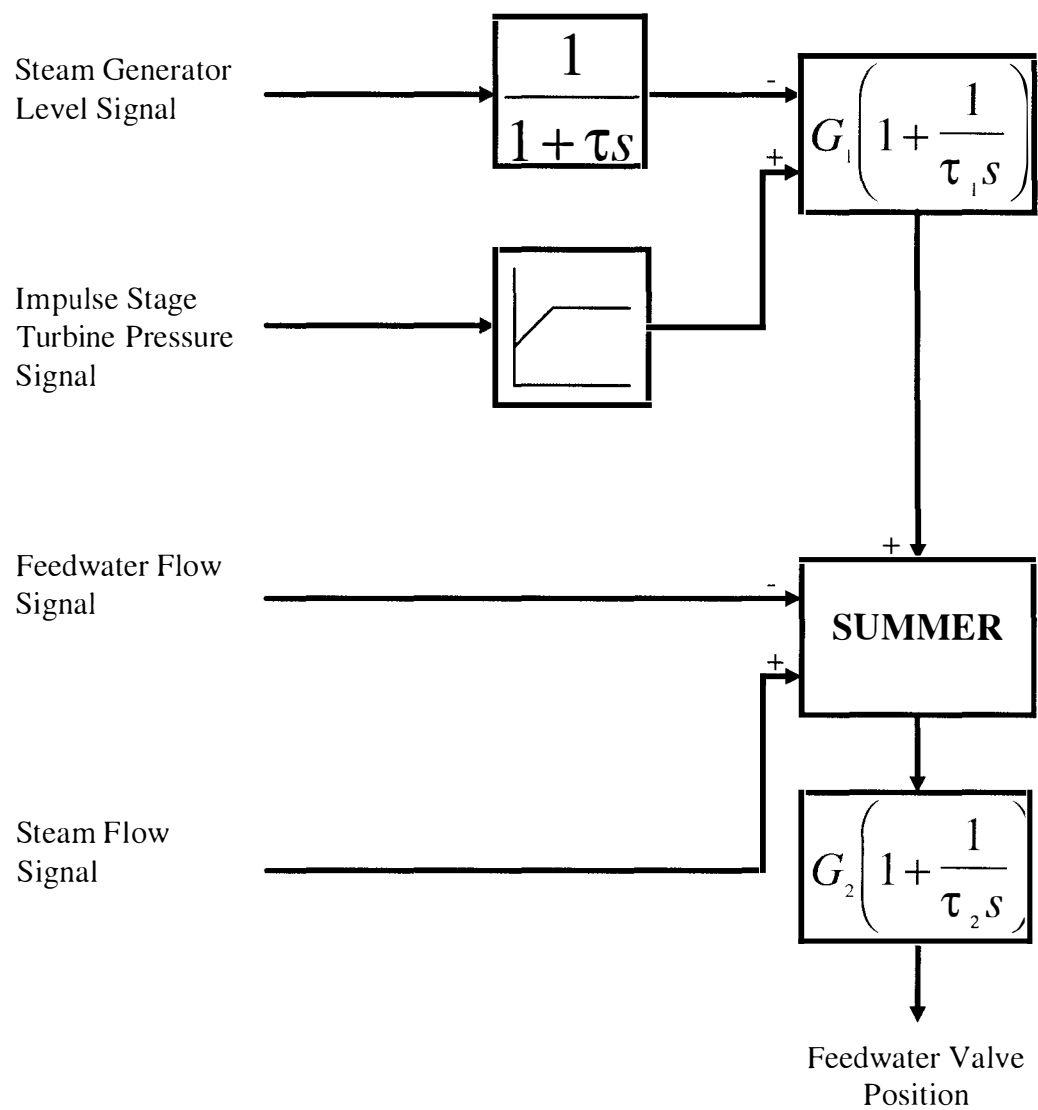 Steam Generator
Level Signal
1
1 + τs
-
+
G₁(1 + 1/τ₁s)
Impulse Stage
Turbine Pressure
Signal
Feedwater Flow
Signal
+
-
+
SUMMER
Steam Flow
Signal
G₂(1 + 1/τ₂s)
Feedwater Valve
Position